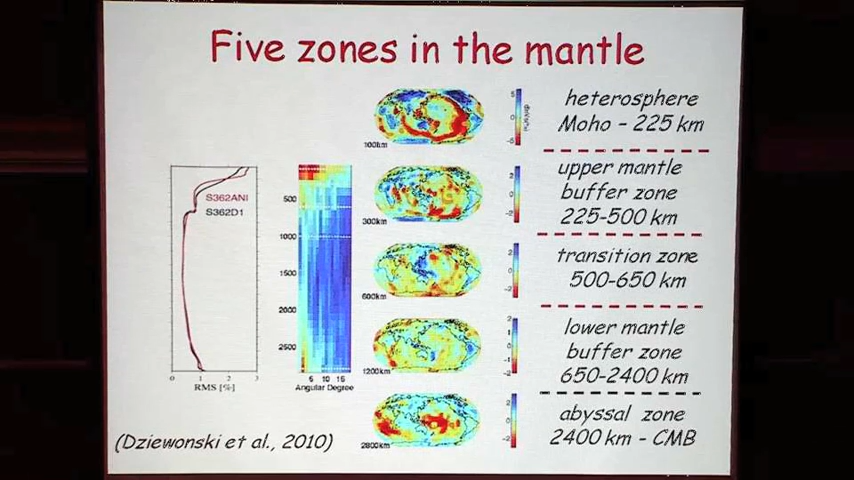 Five zones in the mantle
heterosphere
Moho - 225 km
upper mantle
buffer zone
225-500 km
transition zone
500-650 km
lower mantle
buffer zone
650-2400 km
abyssal zone
2400 km - CMB
100km
300km
600km
1200km
2800km
S362ANI
S362D1
0 1 2 3
RMS [%]
500
1000
1500
2000
2500
5 10 15
Angular Degree
(Dziewonski et al., 2010)